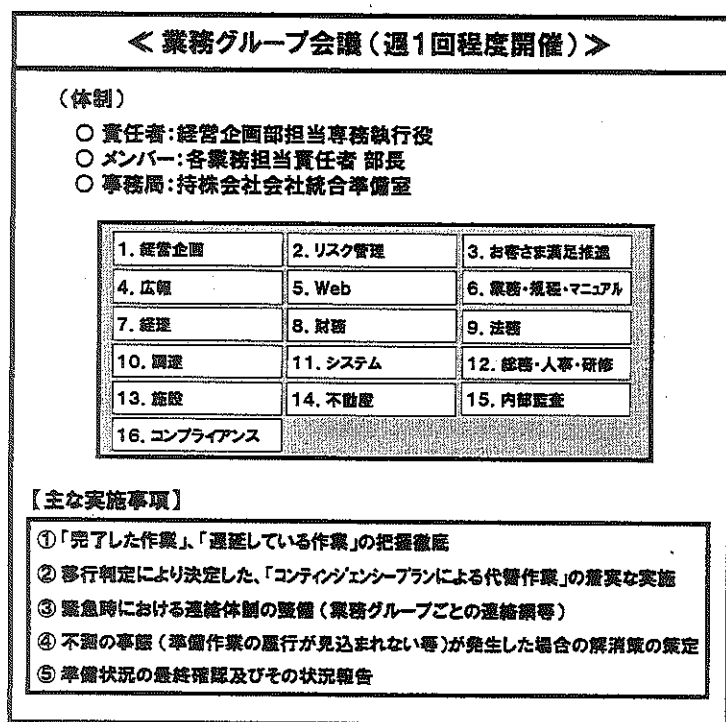 ≪ 業務グループ会議（週1回程度開催）≫
（体制）
○ 責任者：経営企画部担当専務執行役
○ メンバー：各業務担当責任者 部長
○ 事務局：持株会社会社統合準備室
1. 経営企画
2. リスク管理
3. お客さま満足推進
4. 広報
5. Web
6. 業務・規程・マニュアル
7. 経理
8. 財務
9. 法務
10. 調達
11. システム
12. 総務・人事・研修
13. 施設
14. 不動産
15. 内部監査
16. コンプライアンス
【主な実施事項】
①「完了した作業」、「遅延している作業」の把握徹底
② 移行判定により決定した、「コンティンジェンシープランによる代替作業」の着実な実施
③ 緊急時における連絡体制の整備（業務グループごとの連絡網等）
④ 不測の事態（準備作業の履行が見込まれない等）が発生した場合の解消策の策定
⑤ 準備状況の最終確認及びその状況報告